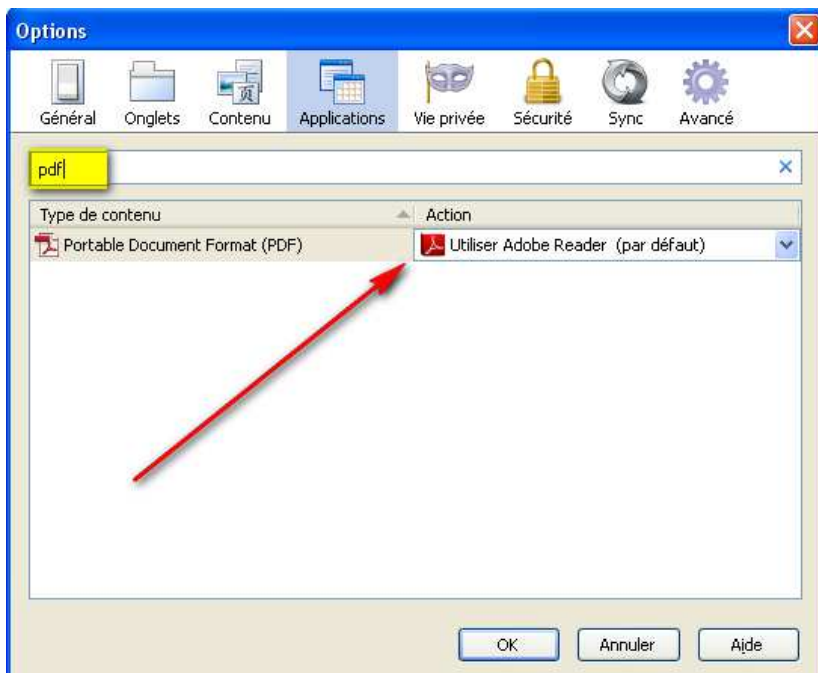 Options
Général Onglets Contenu Applications Vie privée Sécurité Sync Avancé
pdf
Type de contenu Action
Portable Document Format (PDF) Utiliser Adobe Reader (par défaut)
OK Annuler Aide